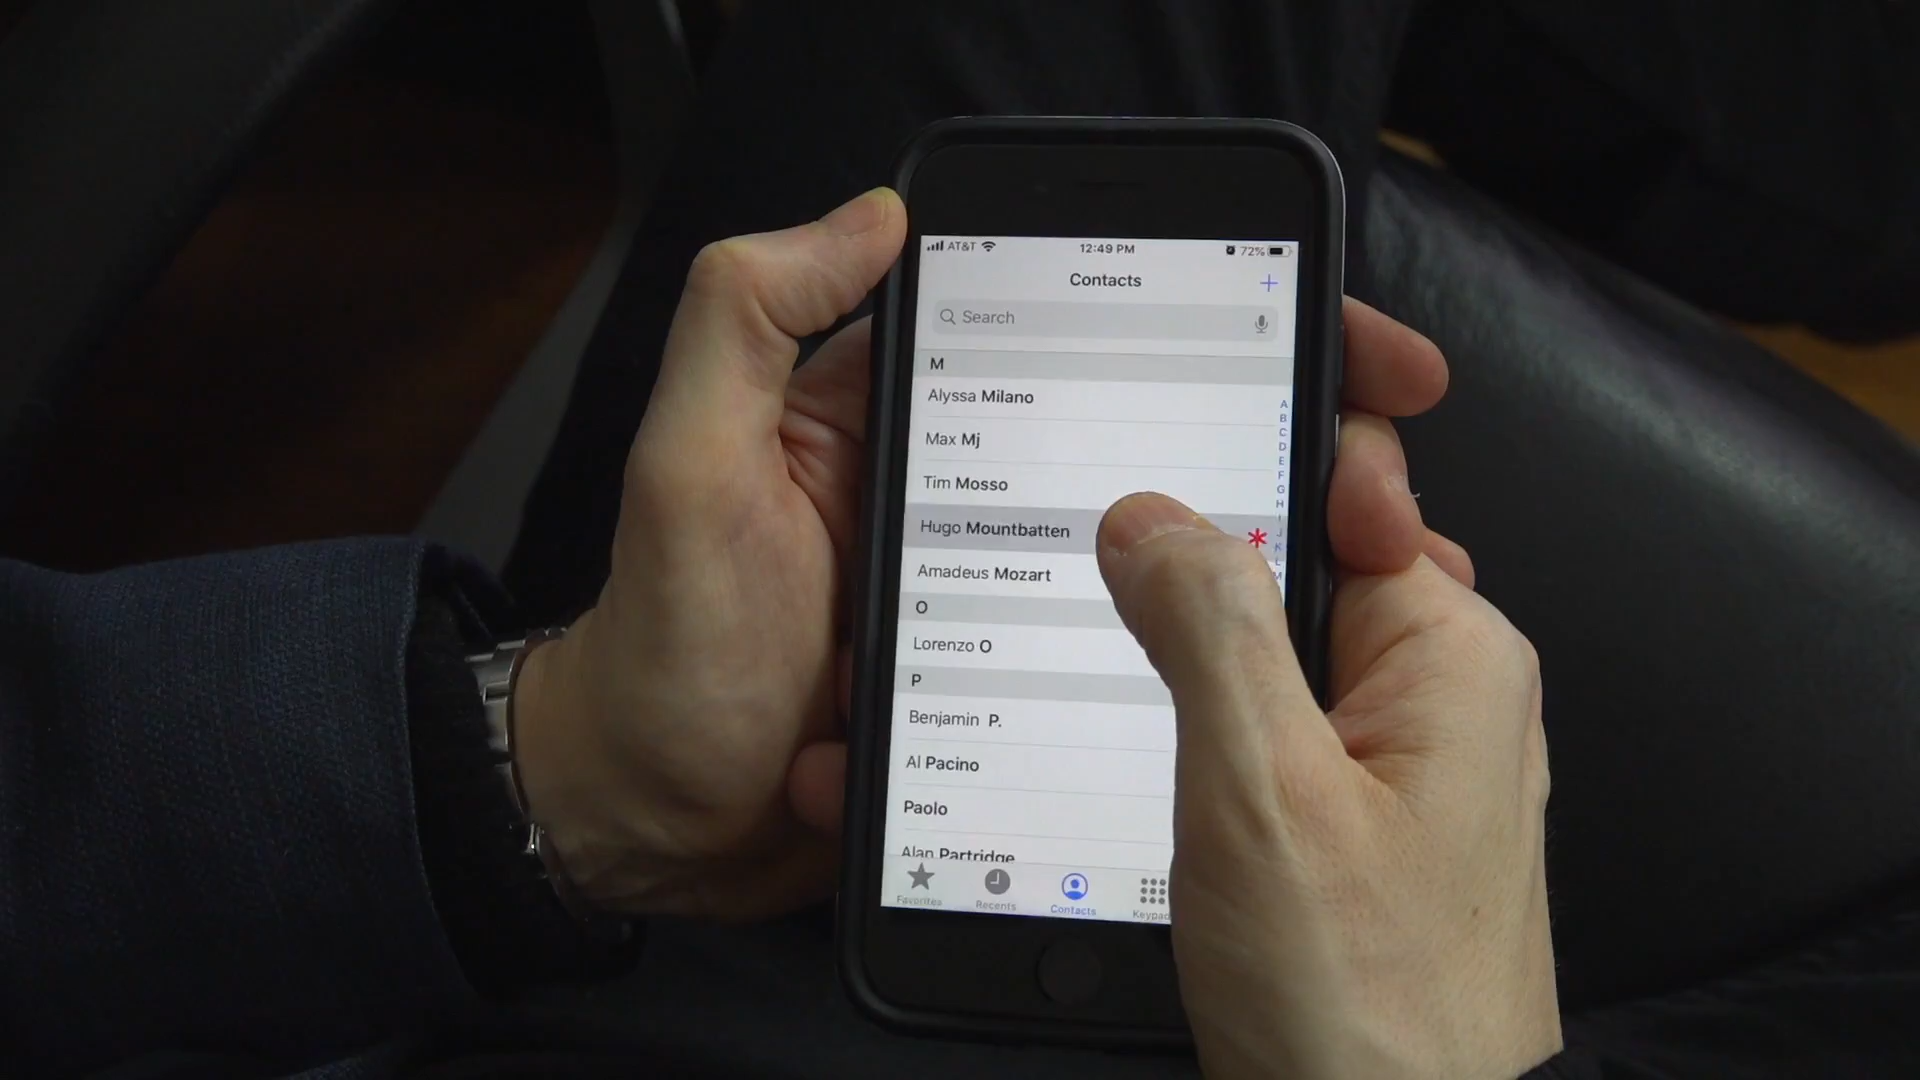 AT&T 12:49 PM 72%
Contacts
Search
M
Alyssa Milano
Max Mj
Tim Mosso
Hugo Mountbatten
Amadeus Mozart
O
Lorenzo O
P
Benjamin P.
Al Pacino
Paolo
Alan Partridge
Favorites Recents Contacts Keypad
A
B
C
D
E
F
G
H
I
J
K
L
M